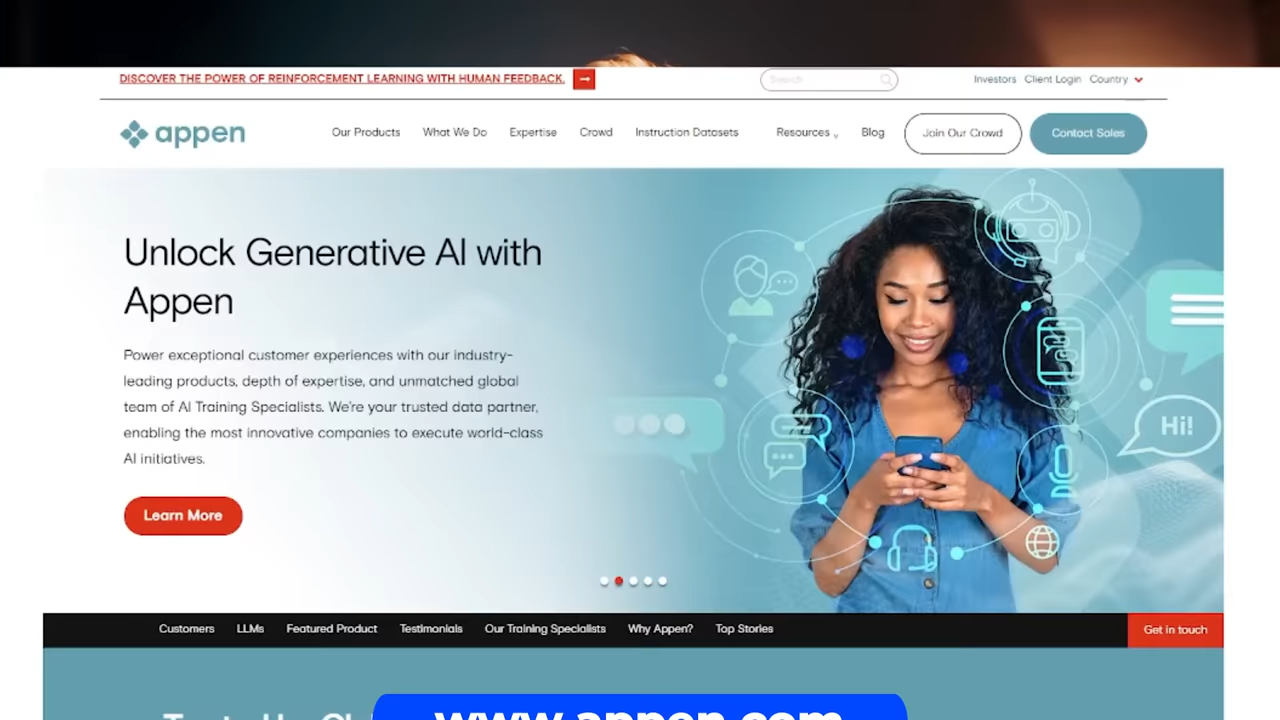 DISCOVER THE POWER OF REINFORCEMENT LEARNING WITH HUMAN FEEDBACK.
Search
Investors Client Login Country
appen
Our Products What We Do Expertise Crowd Instruction Datasets Resources Blog Join Our Crowd Contact Sales
Unlock Generative AI with
Appen
Power exceptional customer experiences with our industry-
leading products, depth of expertise, and unmatched global
team of AI Training Specialists. We're your trusted data partner,
enabling the most innovative companies to execute world-class
AI initiatives.
Hi!
Learn More
Customers LLMs Featured Product Testimonials Our Training Specialists Why Appen? Top Stories Get in touch
www.appen.com